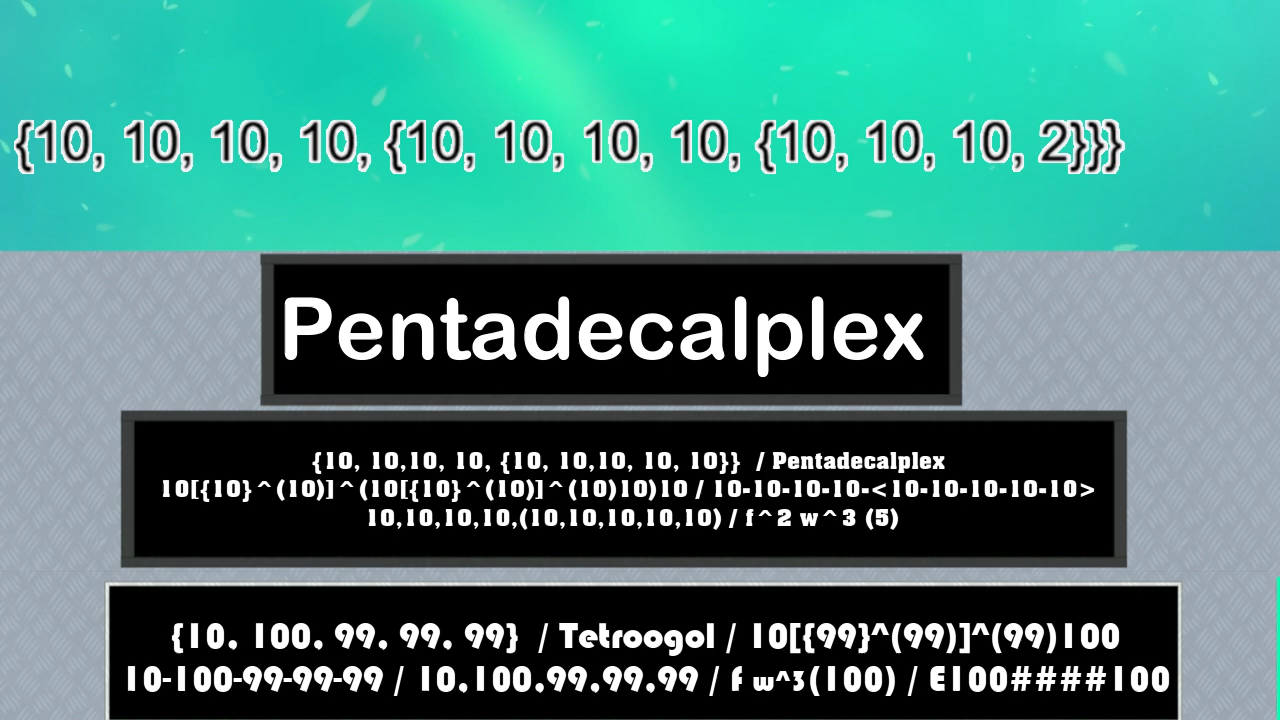 {10, 10, 10, 10, {10, 10, 10, 10, {10, 10, 10, 2}}}
Pentadecalplex
{10, 10,10, 10, {10, 10,10, 10, 10}} / Pentadecalplex
10[{10}^(10)]^(10[{10}^(10)]^(10)10)10 / 10-10-10-10-<10-10-10-10-10>
10,10,10,10,(10,10,10,10,10) / f^2 w^3 (5)
{10, 100, 99, 99, 99} / Tetroogol / 10[{99}^(99)]^(99)100
10-100-99-99-99 / 10,100,99,99,99 / f w^3(100) / E100####100